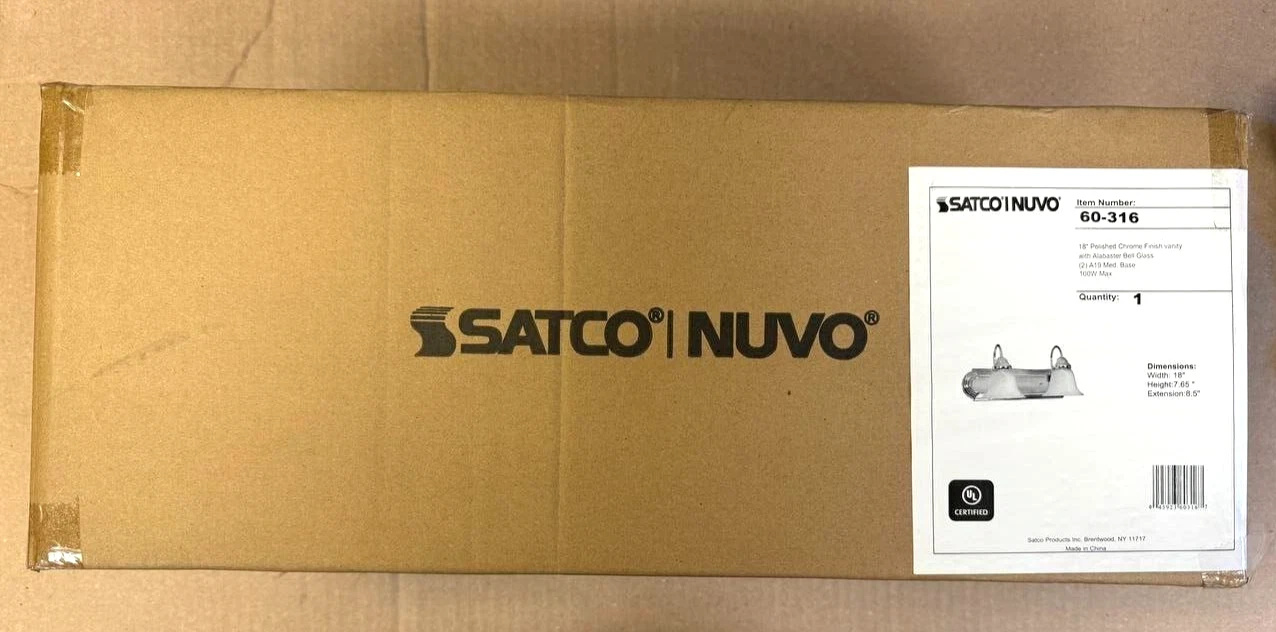 SATCO® | NUVO®
SATCO® | NUVO®
Item Number:
60-316
18" Polished Chrome Finish vanity
with Alabaster Bell Glass
(2) A19 Med. Base
100W Max
Quantity: 1
Dimensions:
Width: 18"
Height:7.65 "
Extension:8.5"
UL
CERTIFIED
Satco Products Inc. Brentwood, NY 11717
Made in China